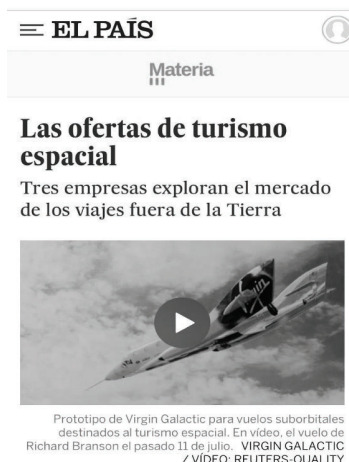 EL PAÍS
Materia
Las ofertas de turismo
espacial
Tres empresas exploran el mercado
de los viajes fuera de la Tierra
Virgin
Prototipo de Virgin Galactic para vuelos suborbitales
destinados al turismo espacial. En vídeo, el vuelo de
Richard Branson el pasado 11 de julio. VIRGIN GALACTIC
/ VÍDEO: REUTERS-QUALITY